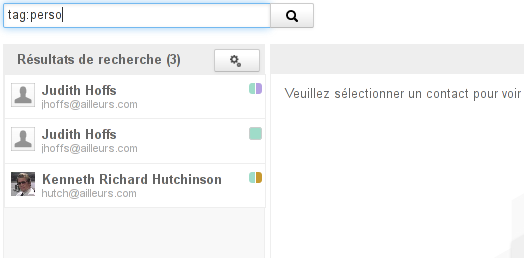 tag:perso
Résultats de recherche (3)
Judith Hoffs
jhoffs@ailleurs.com
Judith Hoffs
jhoffs@ailleurs.com
Kenneth Richard Hutchinson
hutch@ailleurs.com
Veuillez sélectionner un contact pour voir